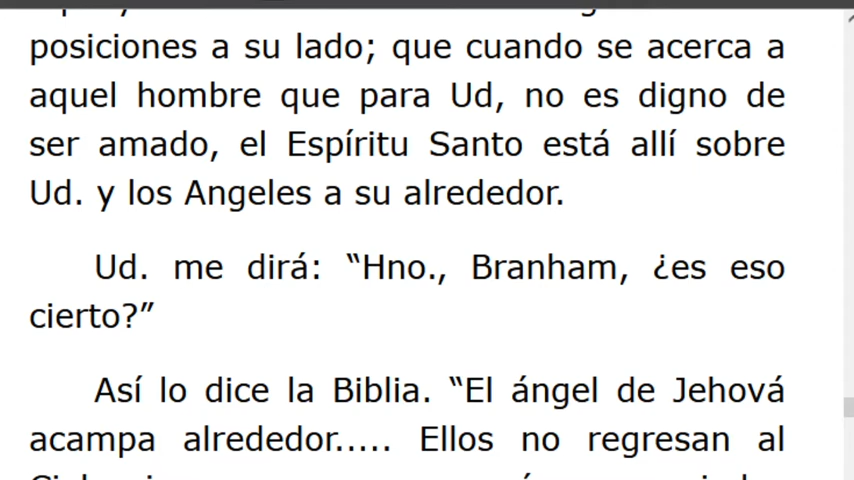 posiciones a su lado; que cuando se acerca a
aquel hombre que para Ud, no es digno de
ser amado, el Espíritu Santo está allí sobre
Ud. y los Angeles a su alrededor.
Ud. me dirá: “Hno., Branham, ¿es eso
cierto?”
Así lo dice la Biblia. “El ángel de Jehová
acampa alrededor..... Ellos no regresan al